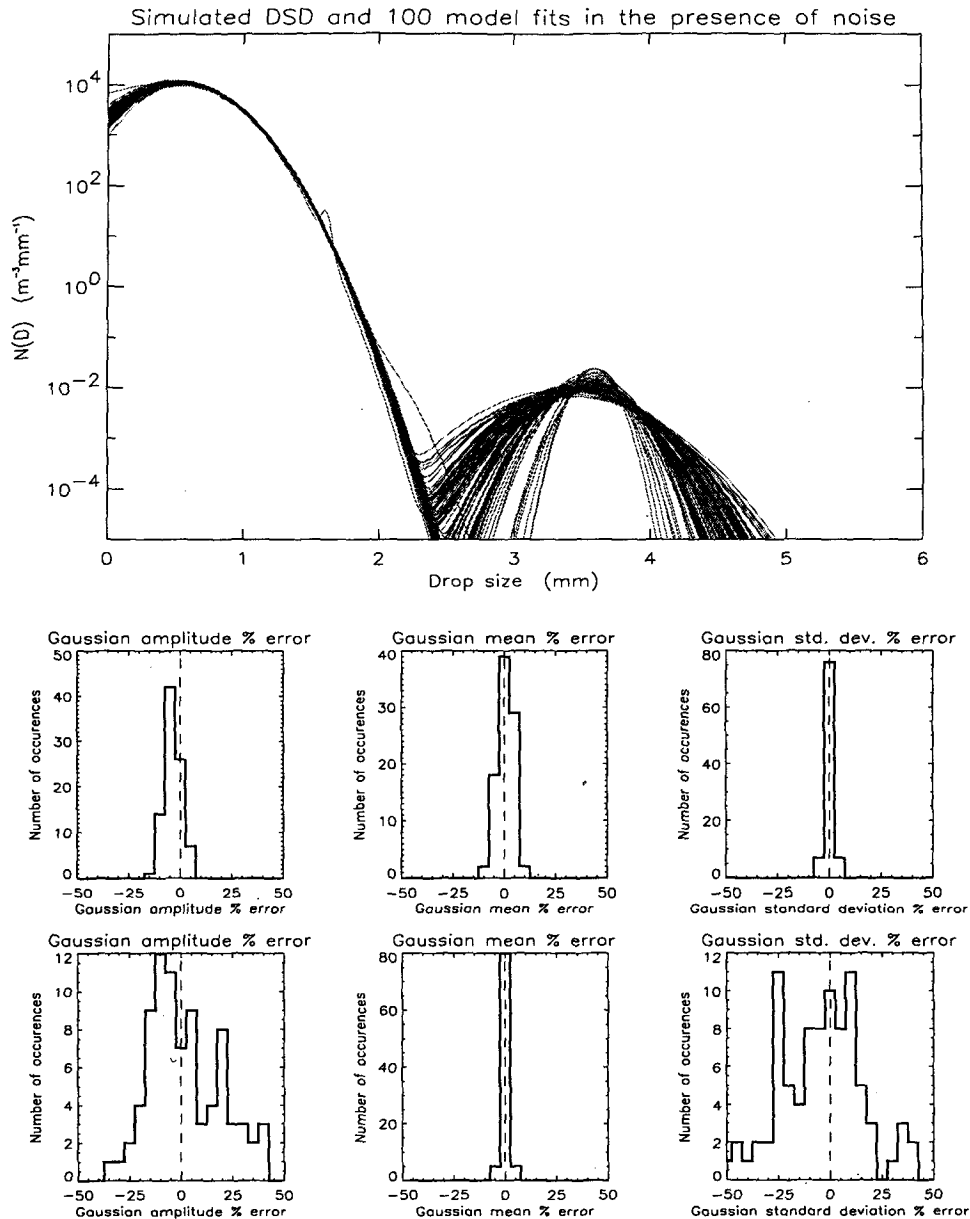 Simulated DSD and 100 model fits in the presence of noise
N(D) (m⁻³mm⁻¹)
10⁴
10²
10⁰
10⁻²
10⁻⁴
0 1 2 3 4 5 6
Drop size (mm)
Gaussian amplitude % error
Number of occurences
50
40
30
20
10
0
-50 -25 0 25 50
Gaussian amplitude % error
Gaussian mean % error
Number of occurences
40
30
20
10
0
-50 -25 0 25 50
Gaussian mean % error
Gaussian std. dev. % error
Number of occurences
80
60
40
20
0
-50 -25 0 25 50
Gaussian standard deviation % error
Gaussian amplitude % error
Number of occurences
12
10
8
6
4
2
0
-50 -25 0 25 50
Gaussian amplitude % error
Gaussian mean % error
Number of occurences
80
60
40
20
0
-50 -25 0 25 50
Gaussian mean % error
Gaussian std. dev. % error
Number of occurences
12
10
8
6
4
2
0
-50 -25 0 25 50
Gaussian standard deviation % error